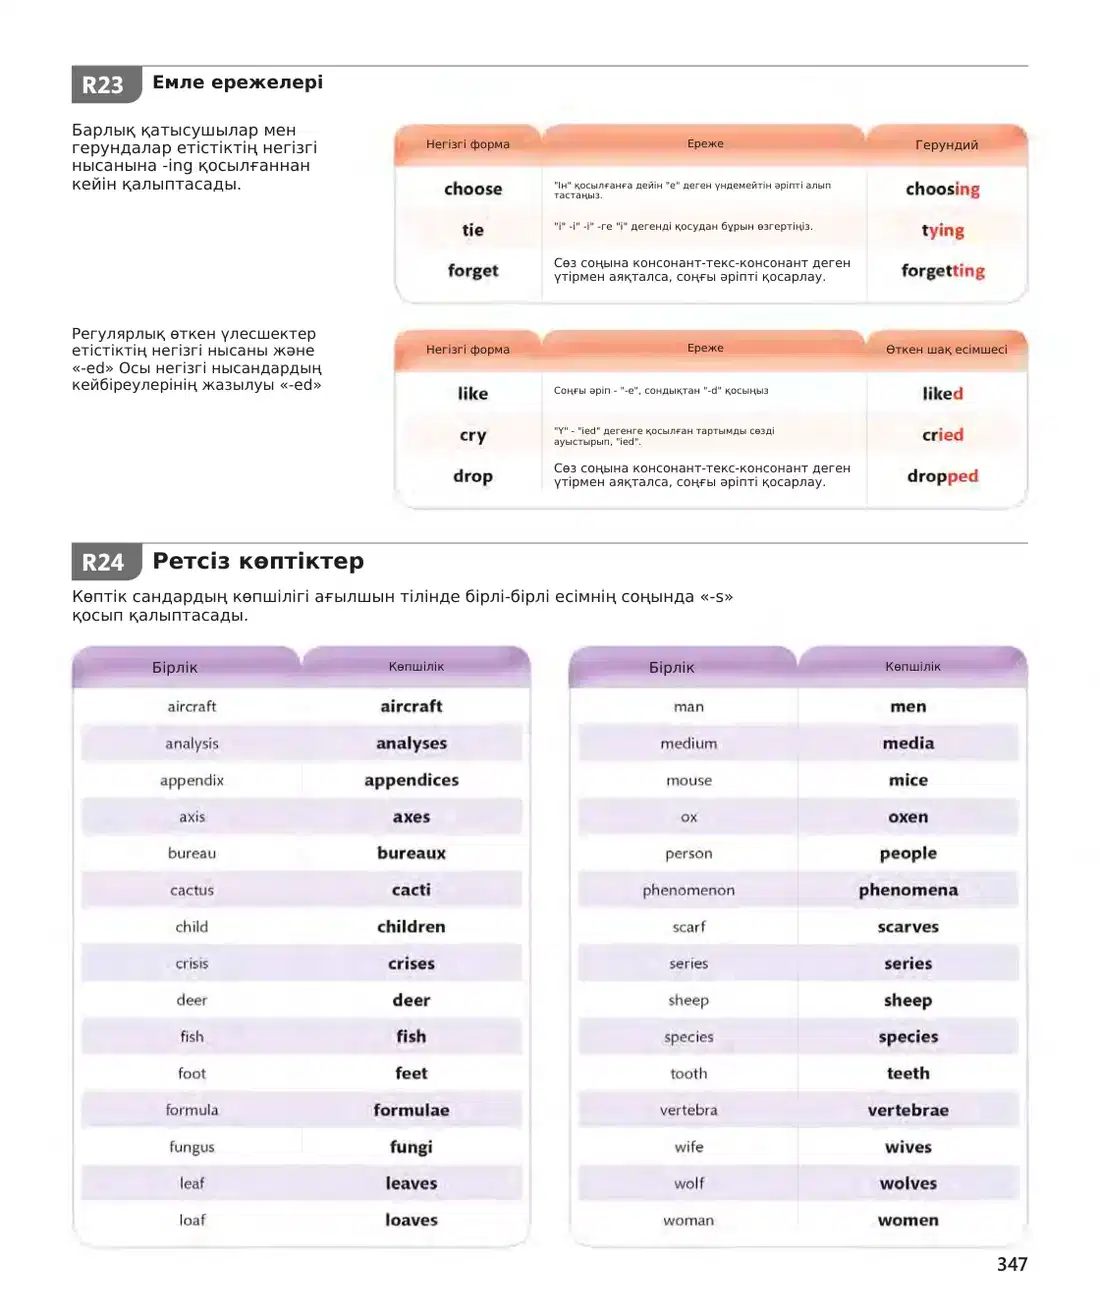 R23 Емле ережелері
Барлық қатысушылар мен
герундалар етістіктің негізгі
нысанына -ing қосылғаннан
кейін қалыптасады.
Негізгі форма Ереже Герундий
choose "Ін" қосылғанға дейін "е" деген үндемейтін әріпті алып
тастаңыз. choosing
tie "і" -і" -і" -ге "і" дегенді қосудан бұрын өзгертіңіз. tying
forget Сөз соңына консонант-текс-консонант деген
үтірмен аяқталса, соңғы әріпті қосарлау. forgetting
Регулярлық өткен үлесшектер
етістіктің негізгі нысаны және
«-ed» Осы негізгі нысандардың
кейбіреулерінің жазылуы «-ed»
Негізгі форма Ереже Өткен шақ есімшесі
like Соңғы әріп - "-е", сондықтан "-d" қосыңыз liked
cry "Y" - "ied" дегенге қосылған тартымды сөзді
ауыстырып, "ied". cried
drop Сөз соңына консонант-текс-консонант деген
үтірмен аяқталса, соңғы әріпті қосарлау. dropped
R24 Ретсіз көптіктер
Көптік сандардың көпшілігі ағылшын тілінде бірлі-бірлі есімнің соңында «-s»
қосып қалыптасады.
Бірлік Көпшілік
aircraft aircraft
analysis analyses
appendix appendices
axis axes
bureau bureaux
cactus cacti
child children
crisis crises
deer deer
fish fish
foot feet
formula formulae
fungus fungi
leaf leaves
loaf loaves
Бірлік Көпшілік
man men
medium media
mouse mice
ox oxen
person people
phenomenon phenomena
scarf scarves
series series
sheep sheep
species species
tooth teeth
vertebra vertebrae
wife wives
wolf wolves
woman women
347